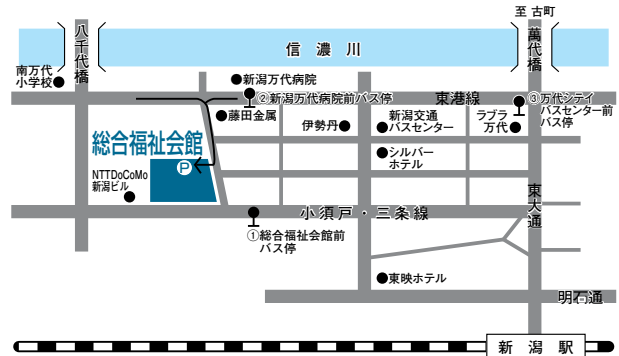 至 古町
八千代橋
信濃川
萬代橋
南万代
小学校
新潟万代病院
②新潟万代病院前バス停
東港線
③万代シテイ
バスセンター前
バス停
藤田金属
伊勢丹
新潟交通
バスセンター
ラブラ
万代
総合福祉会館
P
シルバー
ホテル
NTTDoCoMo
新潟ビル
東大通
小須戸・三条線
①総合福祉会館前
バス停
東映ホテル
明石通
新潟駅